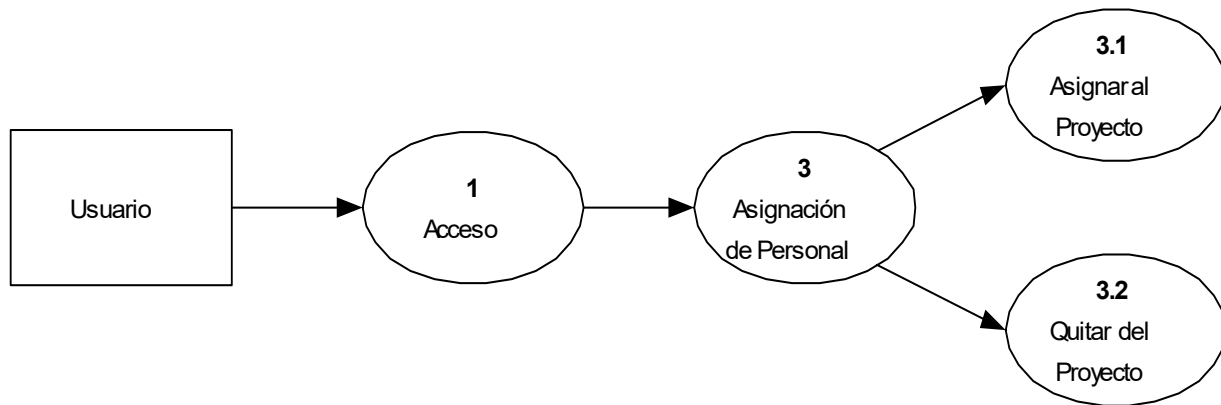 Usuario
1
Acceso
3
Asignación
de Personal
3.1
Asignar al
Proyecto
3.2
Quitar del
Proyecto